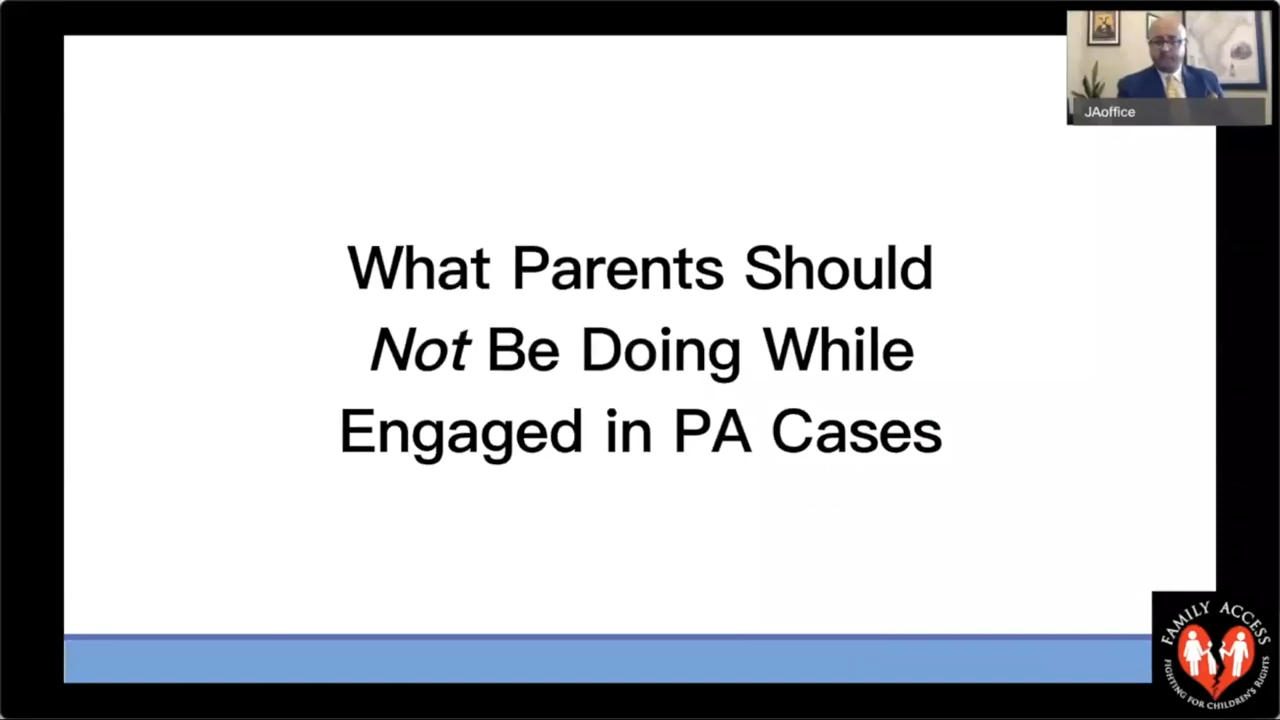 JAoffice
What Parents Should
Not Be Doing While
Engaged in PA Cases
FAMILY ACCESS
FIGHTING FOR CHILDREN'S RIGHTS